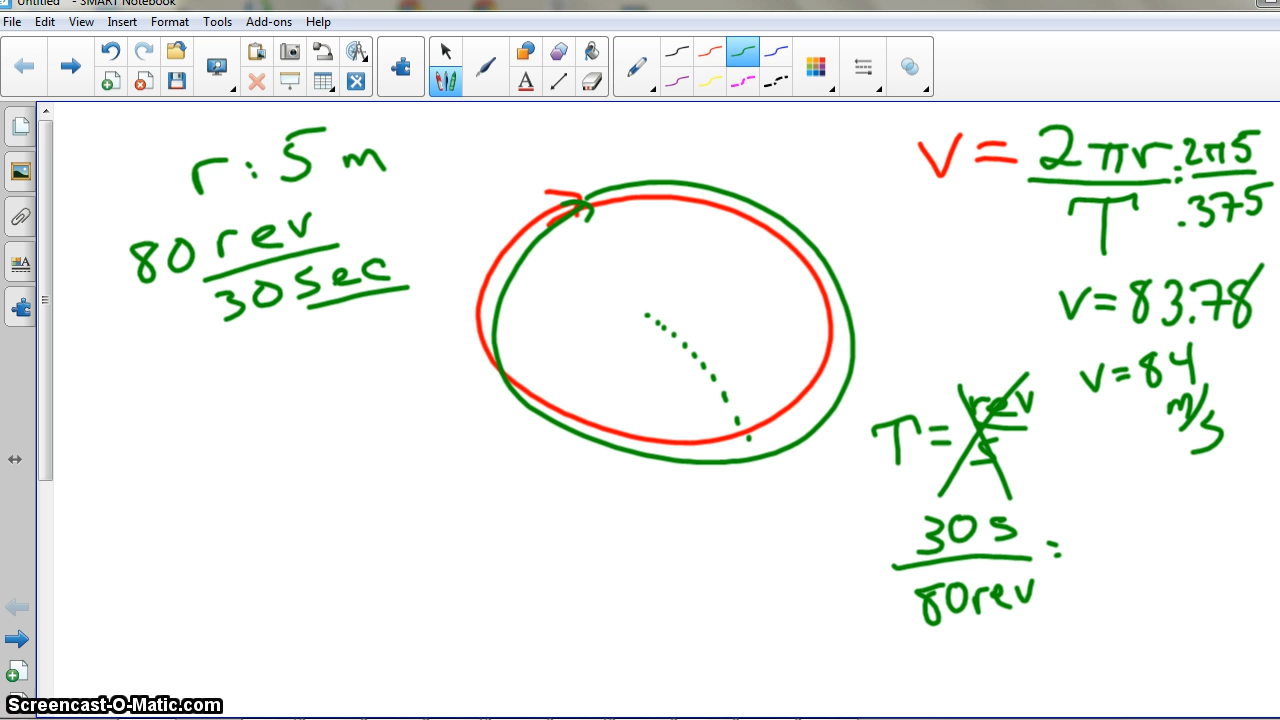 Untitled * - SMART Notebook
File Edit View Insert Format Tools Add-ons Help
r: 5 m
80 rev
30 sec
v = 2πr : 2π5
T .375
v = 83.78
v = 84
m/s
T = rev
s
30 s =
80 rev
Screencast-O-Matic.com